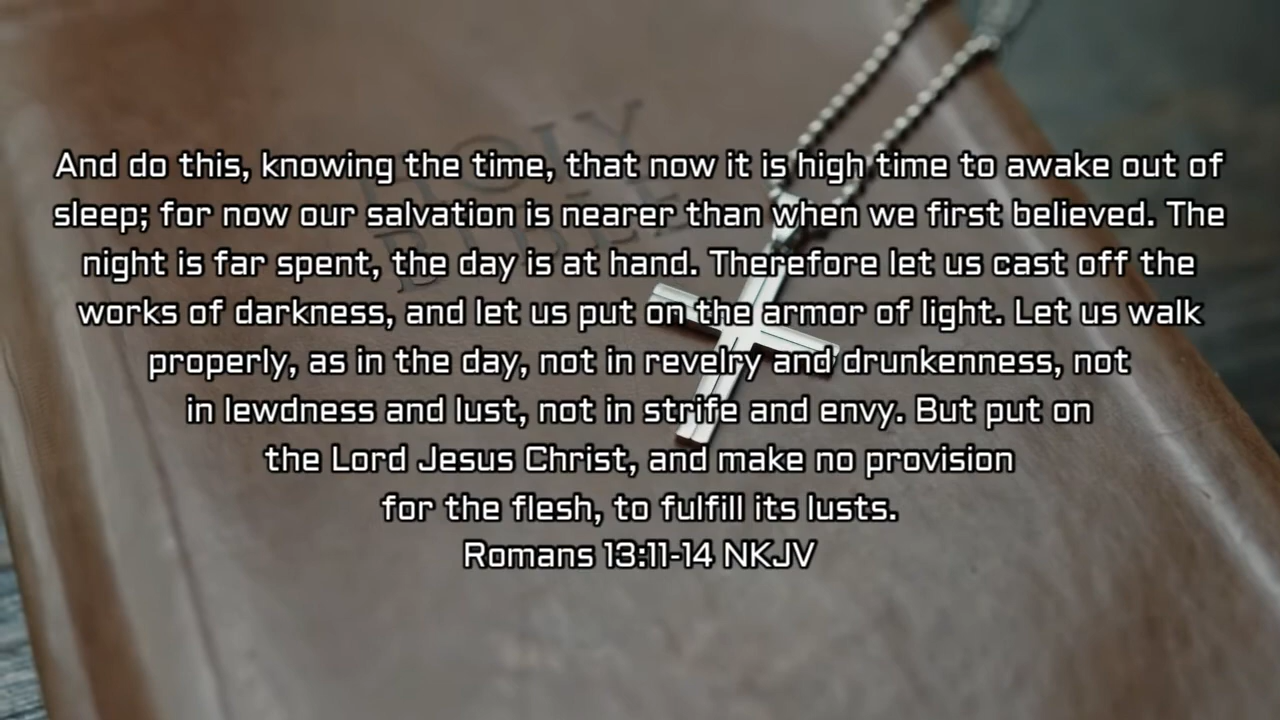 HOLY
BIBLE
And do this, knowing the time, that now it is high time to awake out of
sleep; for now our salvation is nearer than when we first believed. The
night is far spent, the day is at hand. Therefore let us cast off the
works of darkness, and let us put on the armor of light. Let us walk
properly, as in the day, not in revelry and drunkenness, not
in lewdness and lust, not in strife and envy. But put on
the Lord Jesus Christ, and make no provision
for the flesh, to fulfill its lusts.
Romans 13:11-14 NKJV